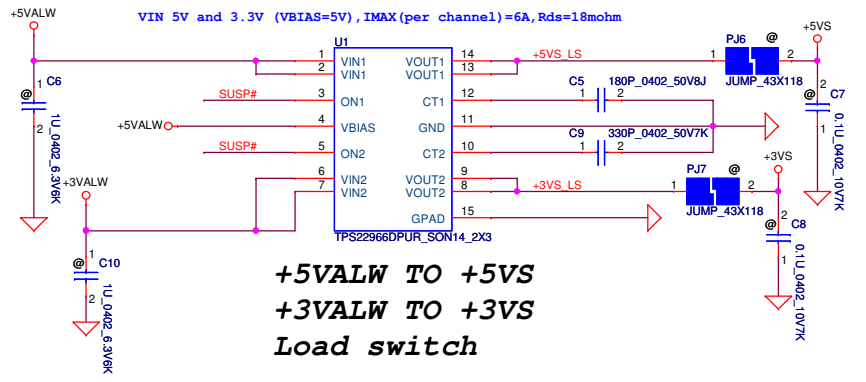 VIN 5V and 3.3V (VBIAS=5V),IMAX(per channel)=6A,Rds=18mohm
+5VALW
+5VS
U1
PJ6
@
1 VIN1 VOUT1 14
2 VIN1 VOUT1 13
+5VS_LS
1 2
JUMP_43X118
1 C6
@
2
1U_0402_6.3V6K
SUSP# 3 ON1 CT1 12
C5 180P_0402_50V8J
1 2
2 C7
@
1
0.1U_0402_10V7K
+5VALW 4 VBIAS GND 11
C9 330P_0402_50V7K
SUSP# 5 ON2 CT2 10
1 2
+3VALW
6 VIN2 VOUT2 9
7 VIN2 VOUT2 8
+3VS_LS
PJ7
@
+3VS
1 2
JUMP_43X118
GPAD 15
TPS22966DPUR_SON14_2X3
1 C10
@
2
1U_0402_6.3V6K
2 C8
@
1
0.1U_0402_10V7K
+5VALW TO +5VS
+3VALW TO +3VS
Load switch